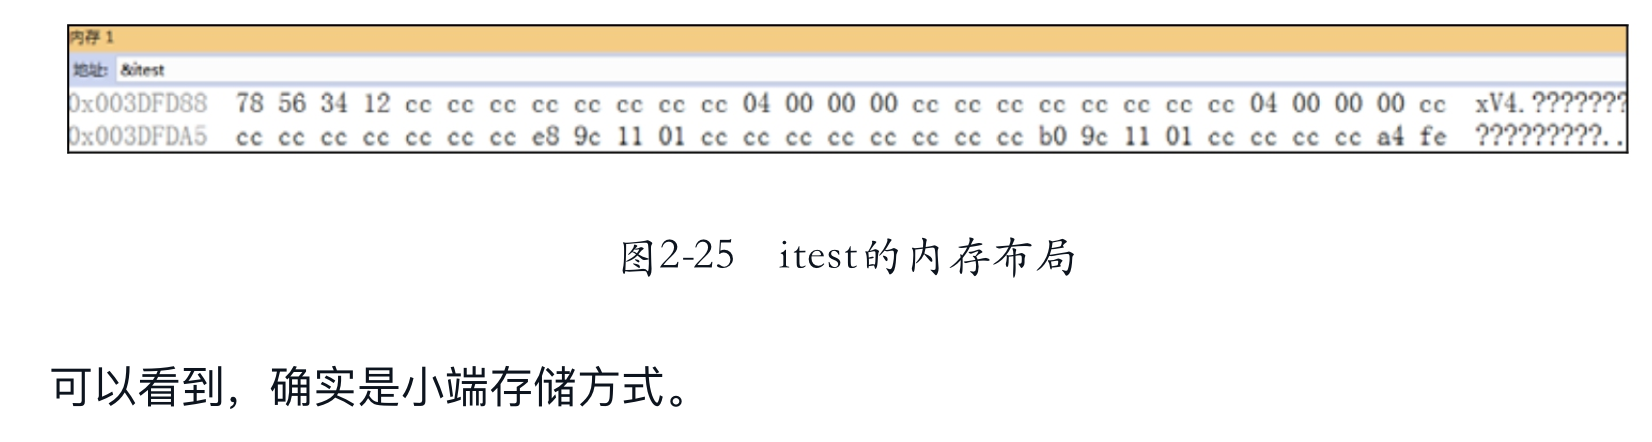 内存 1
地址: &itest
0x003DFD88 78 56 34 12 cc cc cc cc cc cc cc cc 04 00 00 00 cc cc cc cc cc cc cc cc 04 00 00 00 cc xV4.???????
0x003DFDA5 cc cc cc cc cc cc cc e8 9c 11 01 cc cc cc cc cc cc cc cc b0 9c 11 01 cc cc cc cc a4 fe ?????????..
图2-25 itest的内存布局
可以看到，确实是小端存储方式。